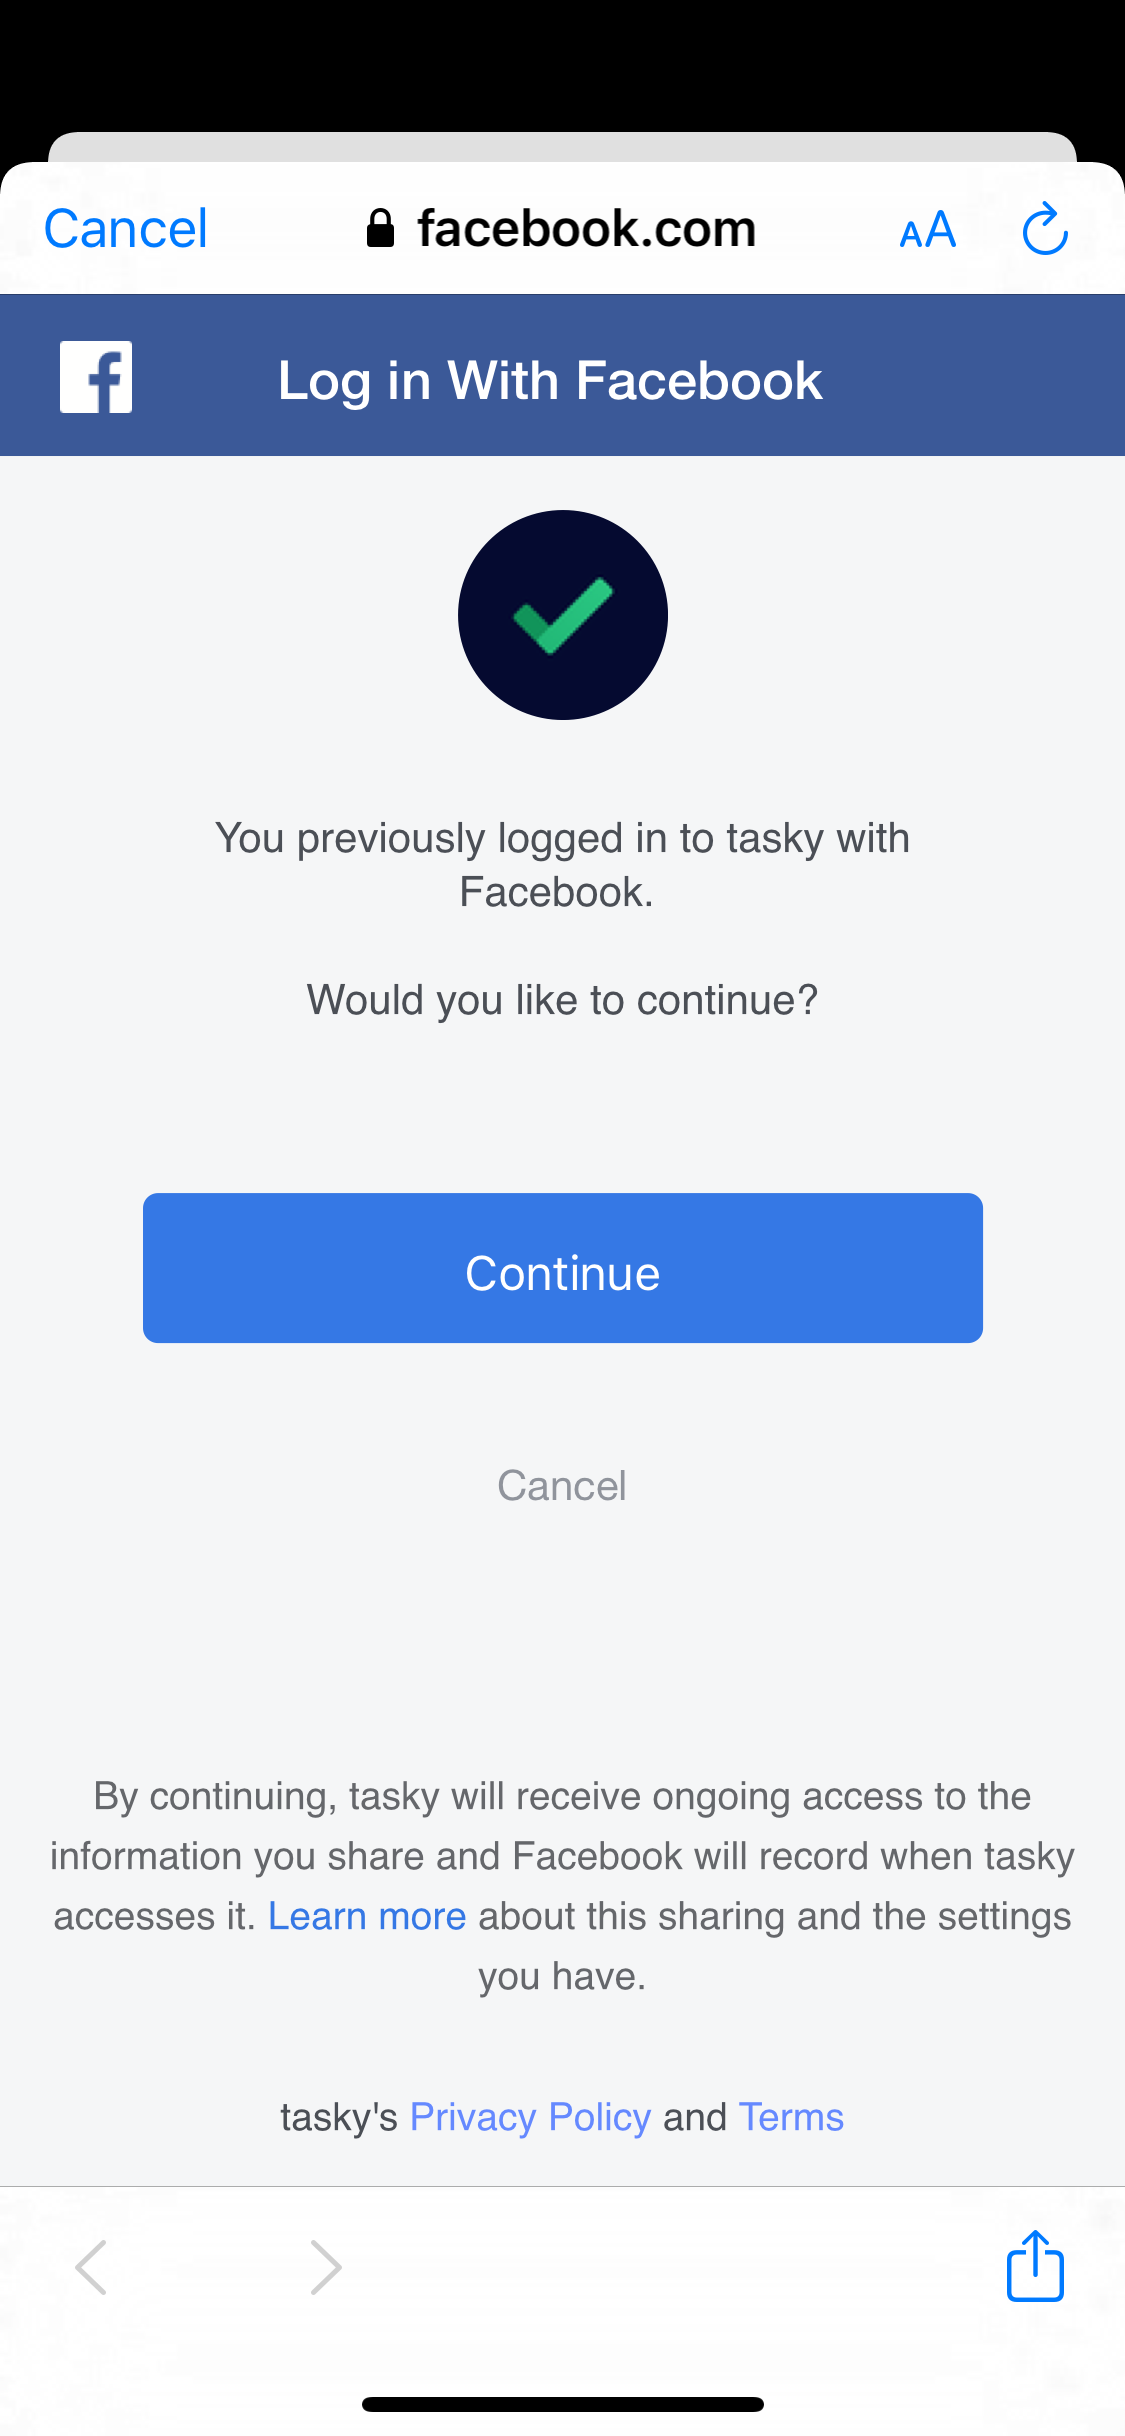 Cancel
facebook.com
AA
Log in With Facebook
You previously logged in to tasky with
Facebook.
Would you like to continue?
Continue
Cancel
By continuing, tasky will receive ongoing access to the
information you share and Facebook will record when tasky
accesses it. Learn more about this sharing and the settings
you have.
tasky's Privacy Policy and Terms